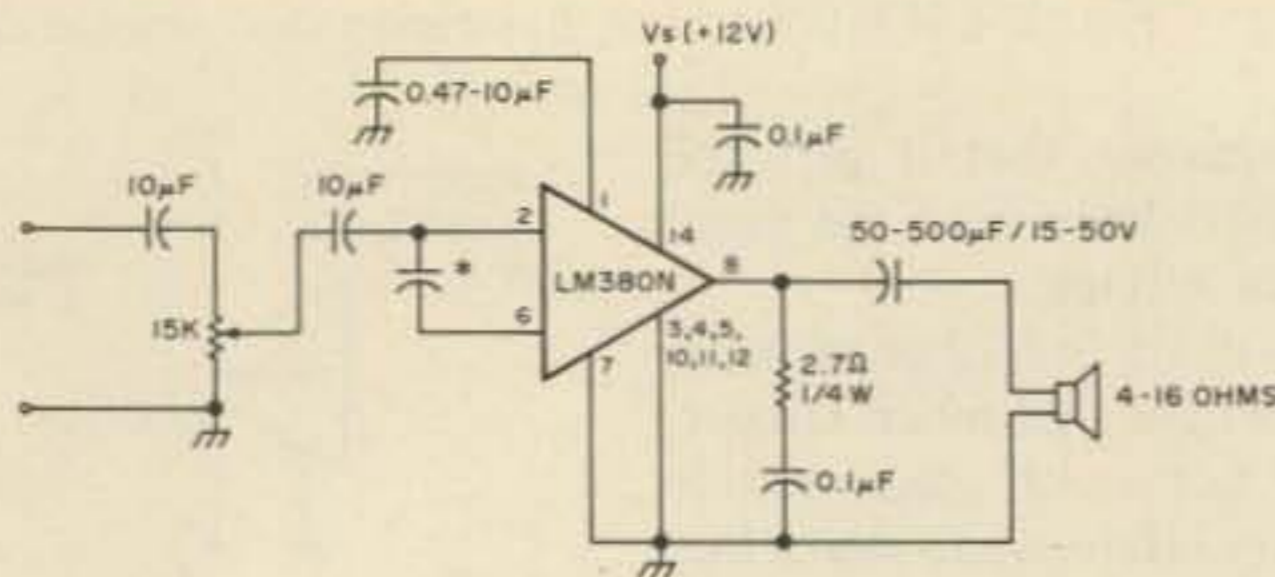 Vs (+12V)
0.47-10µF
0.1µF
10µF
10µF
1
2
14
50-500µF / 15-50V
*
LM380N
8
15K
6
3,4,5,
10,11,12
7
2.7Ω
1/4 W
4-16 OHMS
0.1µF